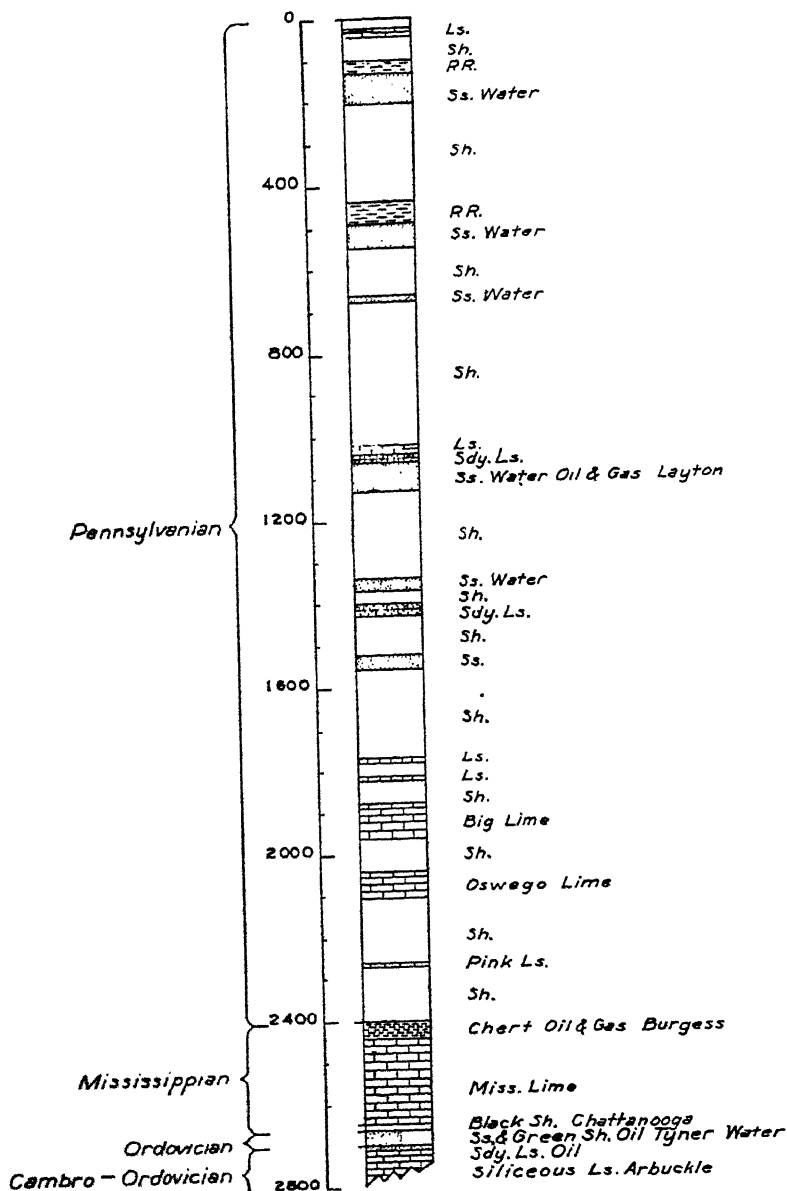 0
Ls.
Sh.
RR.
Ss. Water
Sh.
400
RR.
Ss. Water
Sh.
Ss. Water
800
Sh.
Ls.
Sdy. Ls.
Ss. Water Oil & Gas Layton
Pennsylvanian
1200
Sh.
Ss. Water
Sh.
Sdy. Ls.
Sh.
Ss.
1600
Sh.
Ls.
Ls.
Sh.
Big Lime
2000
Sh.
Oswego Lime
Sh.
Pink Ls.
Sh.
2400
Chert Oil & Gas Burgess
Mississippian
Miss. Lime
Black Sh. Chattanooga
Ss. & Green Sh. Oil Tyner Water
Ordovician
Sdy. Ls. Oil
Cambro-Ordovician
Siliceous Ls. Arbuckle
2800